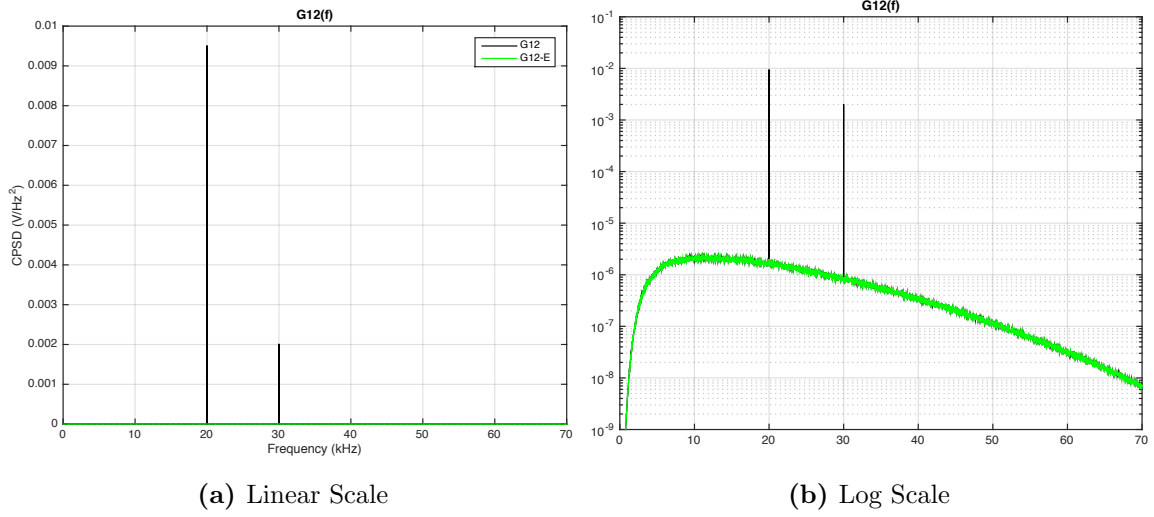 G12(f)
0.01
0.009
0.008
0.007
0.006
0.005
0.004
0.003
0.002
0.001
0
CPSD (V/Hz²)
G12
G12-E
0 10 20 30 40 50 60 70
Frequency (kHz)
(a) Linear Scale
G12(f)
10⁻¹
10⁻²
10⁻³
10⁻⁴
10⁻⁵
10⁻⁶
10⁻⁷
10⁻⁸
10⁻⁹
0 10 20 30 40 50 60 70
(b) Log Scale